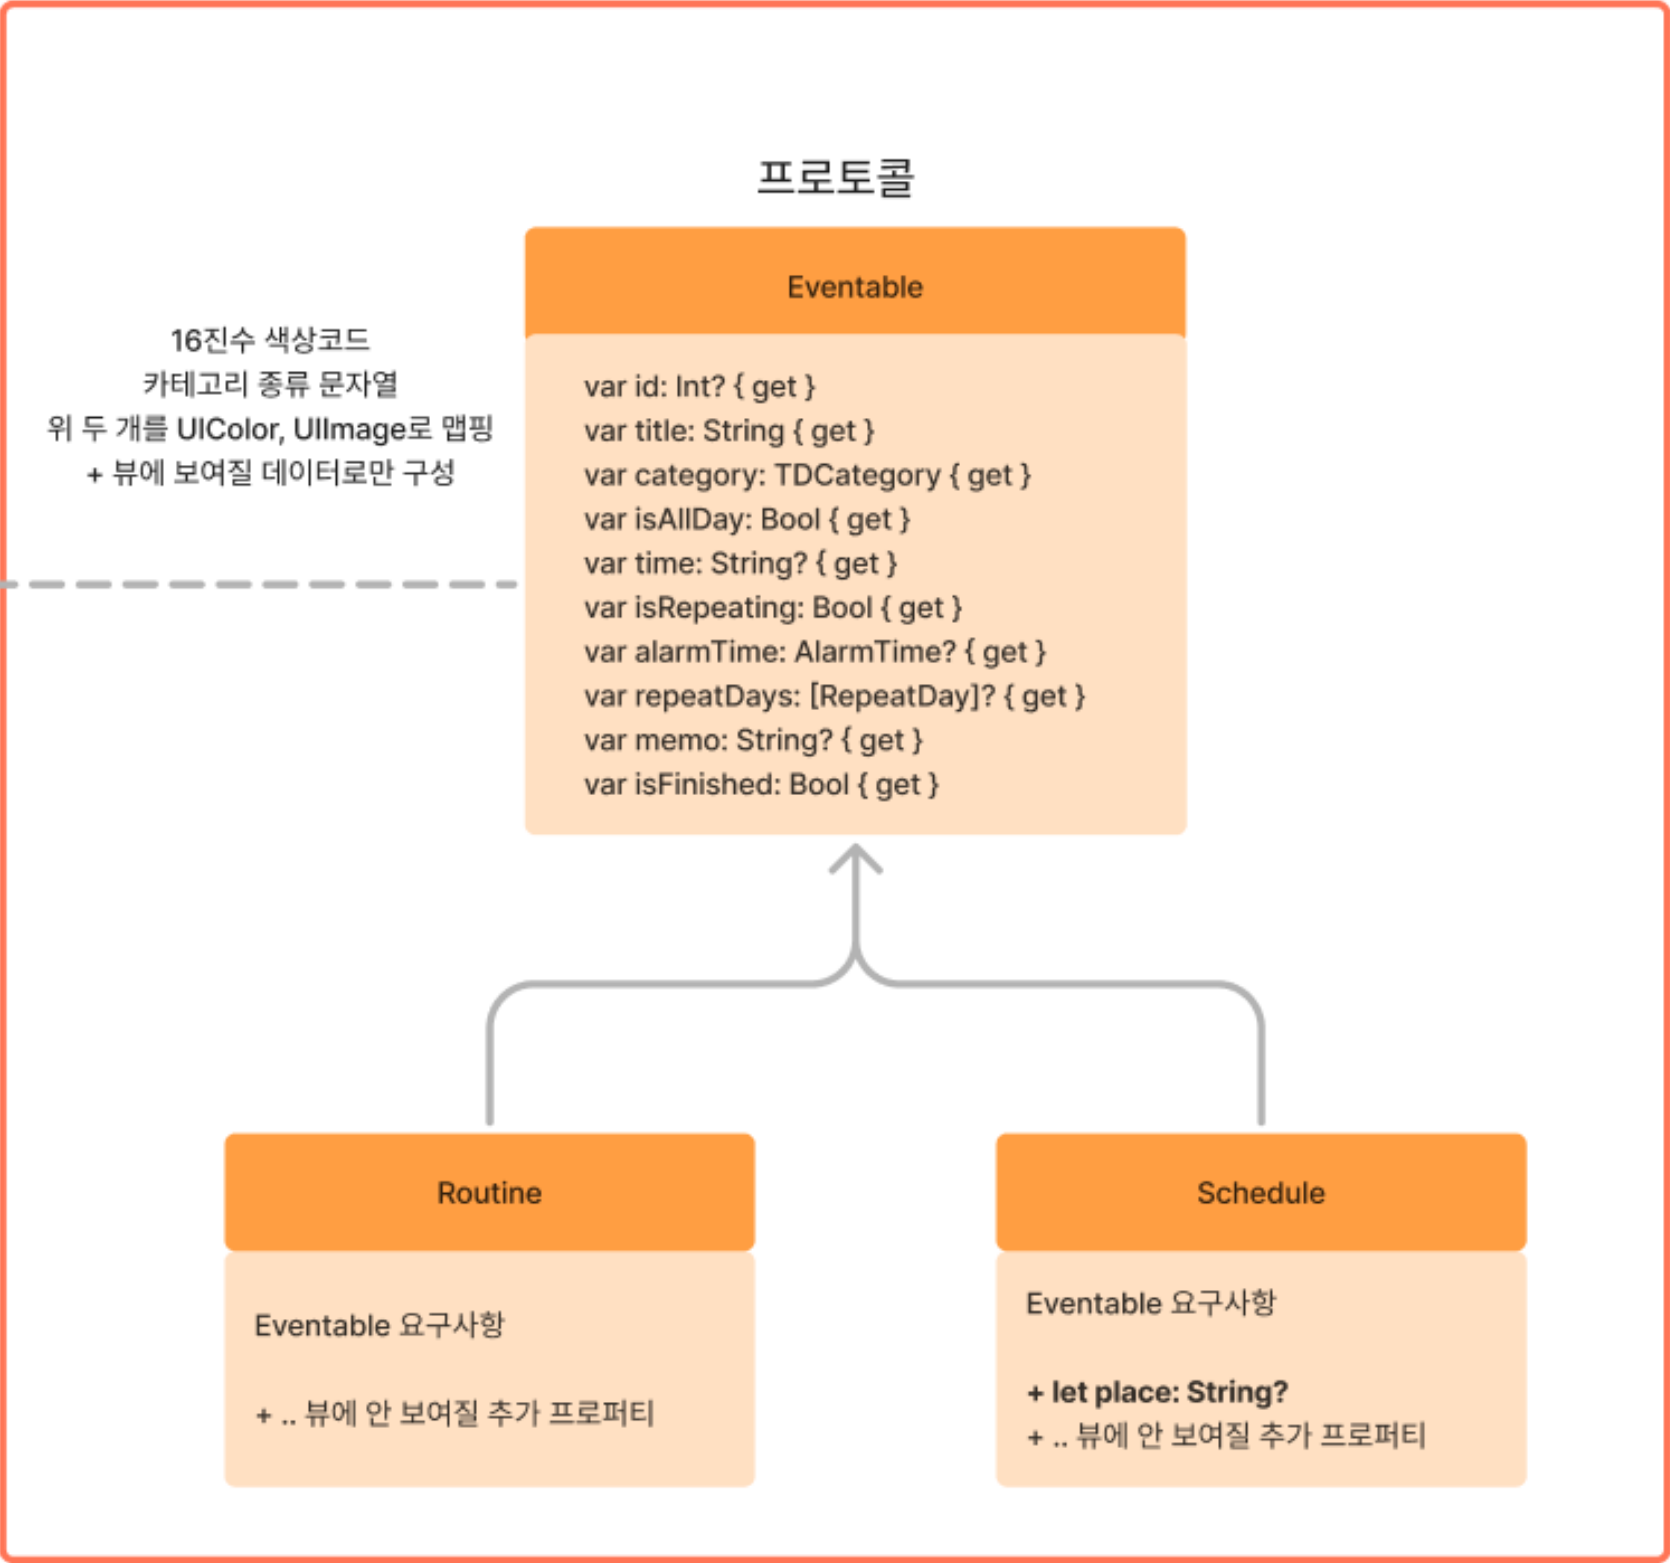 프로토콜
Eventable
16진수 색상코드
카테고리 종류 문자열
위 두 개를 UIColor, UIImage로 맵핑
+ 뷰에 보여질 데이터로만 구성
var id: Int? { get }
var title: String { get }
var category: TDCategory { get }
var isAllDay: Bool { get }
var time: String? { get }
var isRepeating: Bool { get }
var alarmTime: AlarmTime? { get }
var repeatDays: [RepeatDay]? { get }
var memo: String? { get }
var isFinished: Bool { get }
Routine
Eventable 요구사항
+ .. 뷰에 안 보여질 추가 프로퍼티
Schedule
Eventable 요구사항
+ let place: String?
+ .. 뷰에 안 보여질 추가 프로퍼티